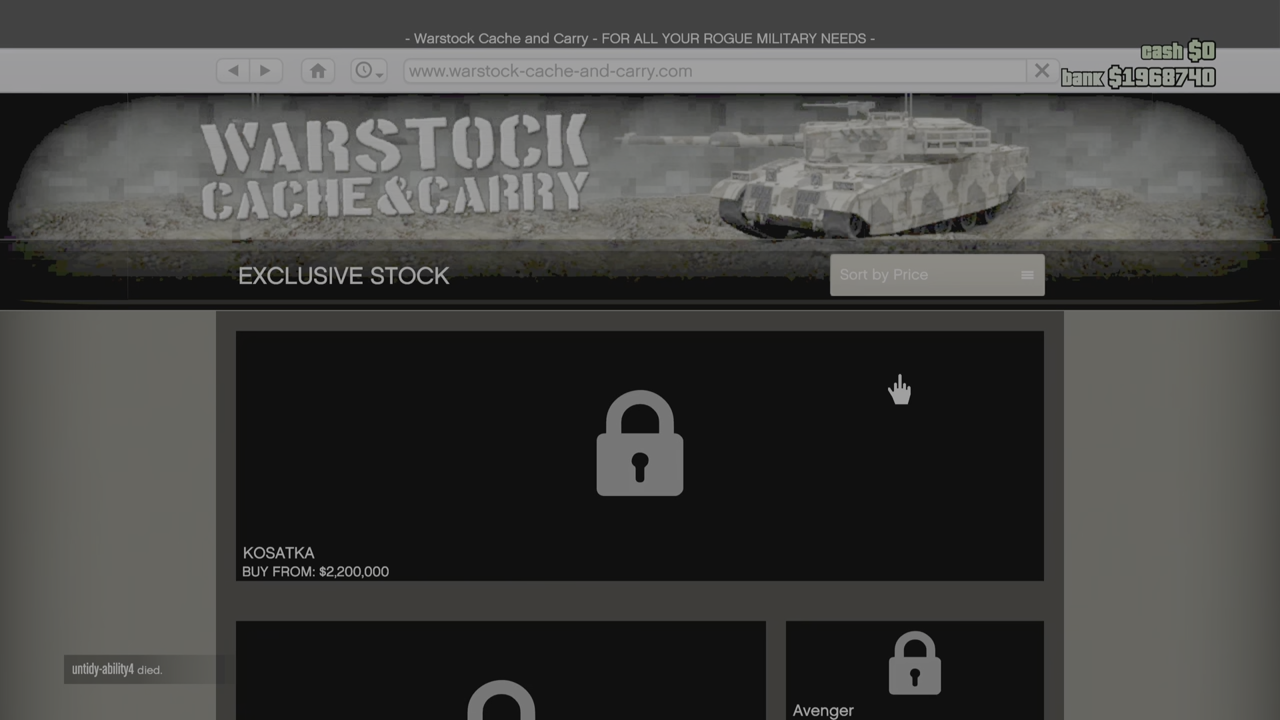 - Warstock Cache and Carry - FOR ALL YOUR ROGUE MILITARY NEEDS -
cash $0
www.warstock-cache-and-carry.com
bank $1968740
WARSTOCK
CACHE & CARRY
EXCLUSIVE STOCK
Sort by Price
KOSATKA
BUY FROM: $2,200,000
untidy-ability4 died.
Avenger